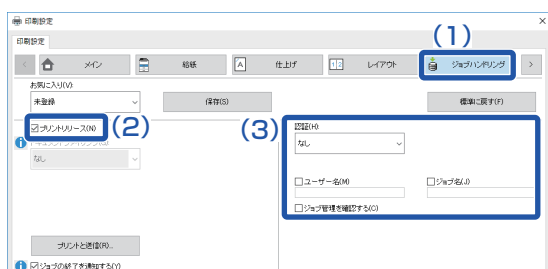 印刷設定
印刷設定
(1)
メイン
給紙
仕上げ
レイアウト
ジョブハンドリング
お気に入り(V):
未登録
保存(S)
標準に戻す(F)
プリントリリース(N)
(2)
(3)
なし
認証(H):
なし
ユーザー名(M)
ジョブ名(J)
ジョブ管理を確認する(C)
プリントと送信(R)...
ジョブの終了を通知する(Y)